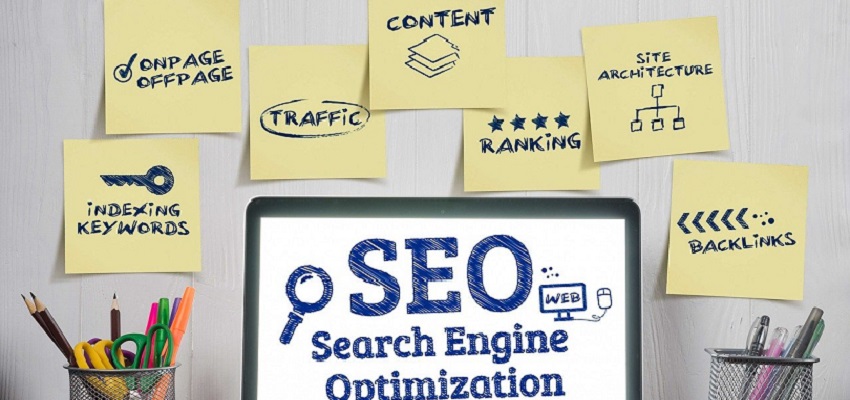 ONPAGE
OFFPAGE
TRAFFIC
CONTENT
RANKING
SITE
ARCHITECTURE
INDEXING
KEYWORDS
BACKLINKS
SEO
WEB
Search Engine
Optimization